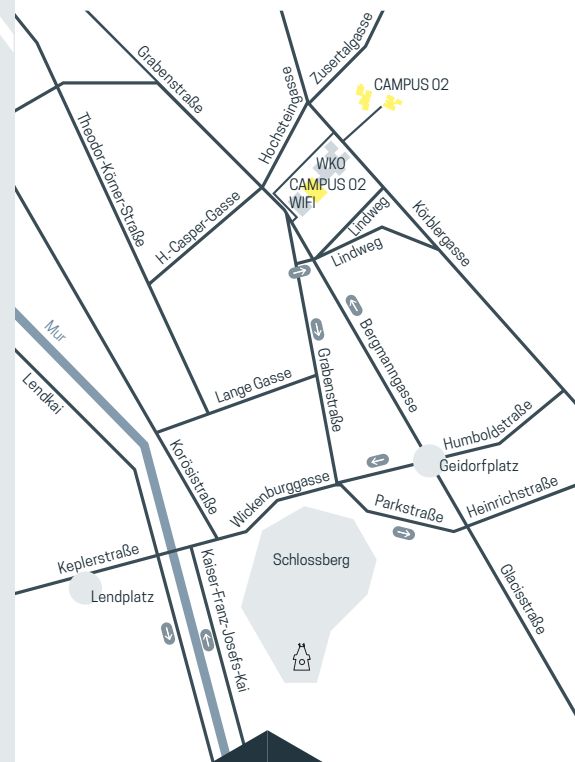 Grabenstraße
Zusertalgasse
CAMPUS 02
Hochsteingasse
Theodor-Körner-Straße
WKO
CAMPUS 02
WIFI
H.-Casper-Gasse
Lindweg
Lindweg
Körblergasse
Mur
Bergmanngasse
Lendkai
Grabenstraße
Lange Gasse
Humboldstraße
Geidorfplatz
Korösistraße
Wickenburggasse
Parkstraße
Heinrichstraße
Keplerstraße
Schlossberg
Lendplatz
Kaiser-Franz-Josefs-Kai
Glacisstraße